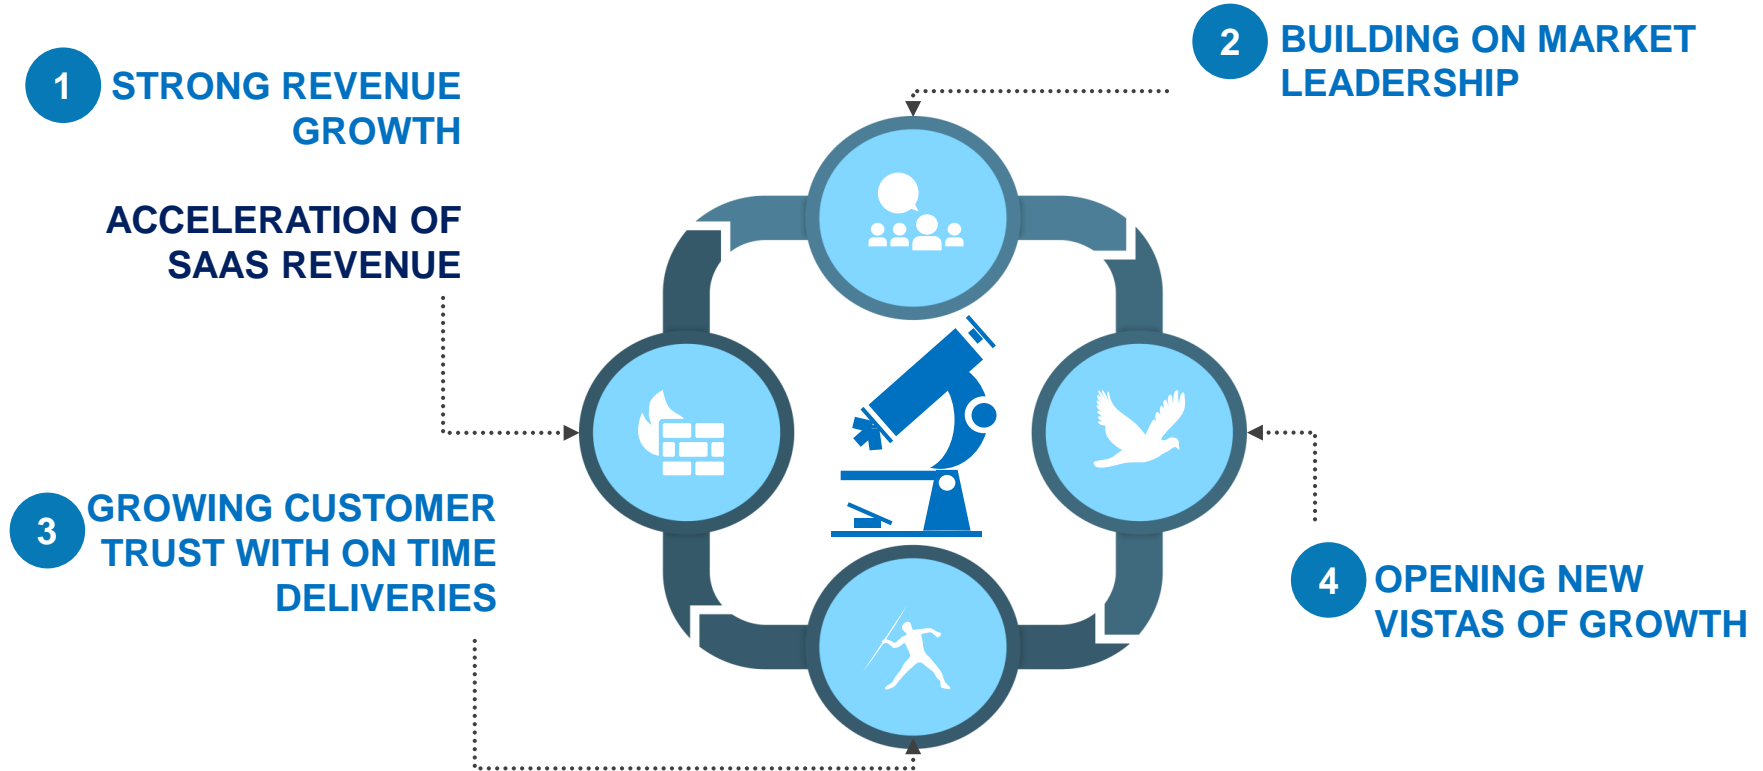 1
STRONG REVENUE
GROWTH
ACCELERATION OF
SAAS REVENUE
2
BUILDING ON MARKET
LEADERSHIP
3
GROWING CUSTOMER
TRUST WITH ON TIME
DELIVERIES
4
OPENING NEW
VISTAS OF GROWTH